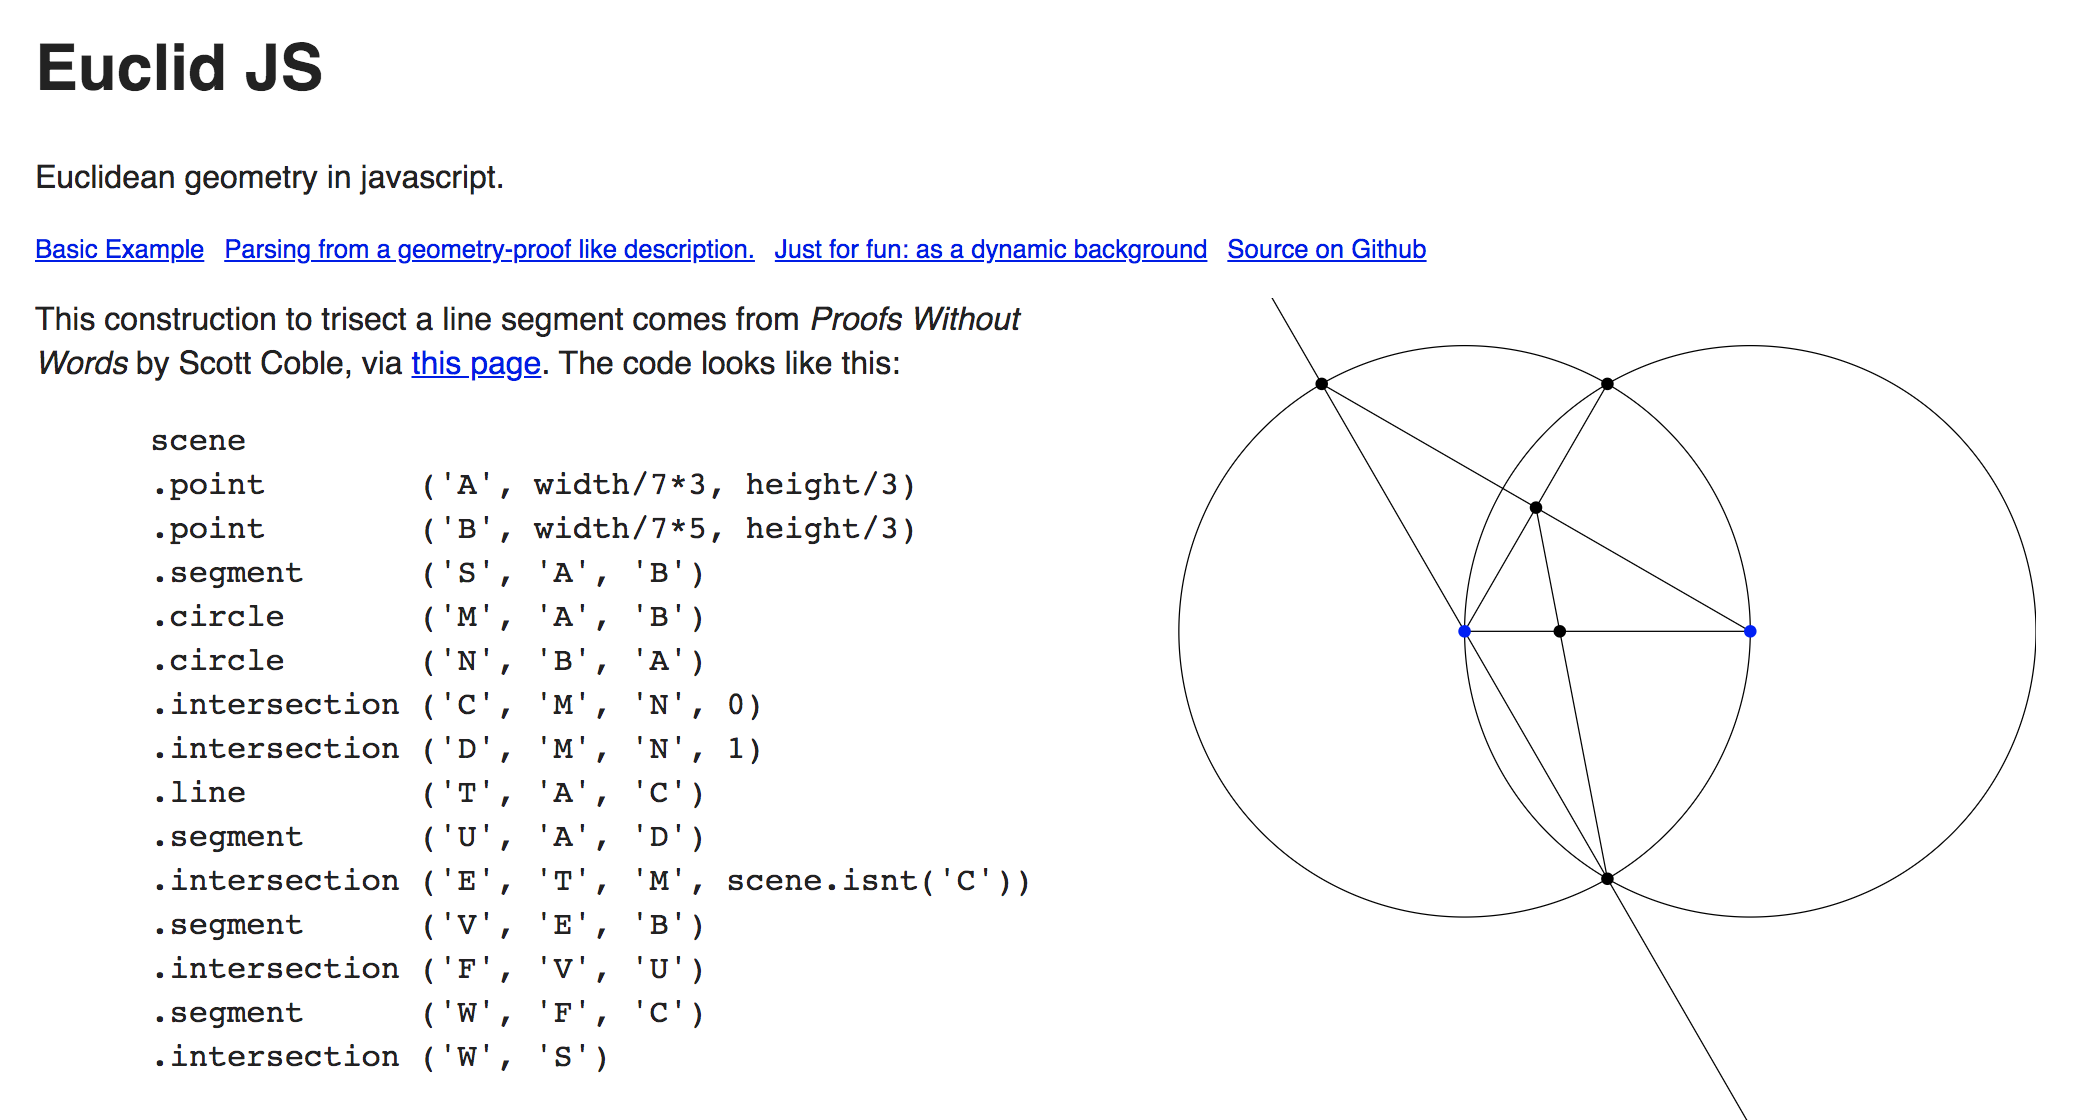 Euclid JS
Euclidean geometry in javascript.
Basic Example Parsing from a geometry-proof like description. Just for fun: as a dynamic background Source on Github
This construction to trisect a line segment comes from Proofs Without
Words by Scott Coble, via this page. The code looks like this:
scene
.point ('A', width/7*3, height/3)
.point ('B', width/7*5, height/3)
.segment ('S', 'A', 'B')
.circle ('M', 'A', 'B')
.circle ('N', 'B', 'A')
.intersection ('C', 'M', 'N', 0)
.intersection ('D', 'M', 'N', 1)
.line ('T', 'A', 'C')
.segment ('U', 'A', 'D')
.intersection ('E', 'T', 'M', scene.isnt('C'))
.segment ('V', 'E', 'B')
.intersection ('F', 'V', 'U')
.segment ('W', 'F', 'C')
.intersection ('W', 'S')